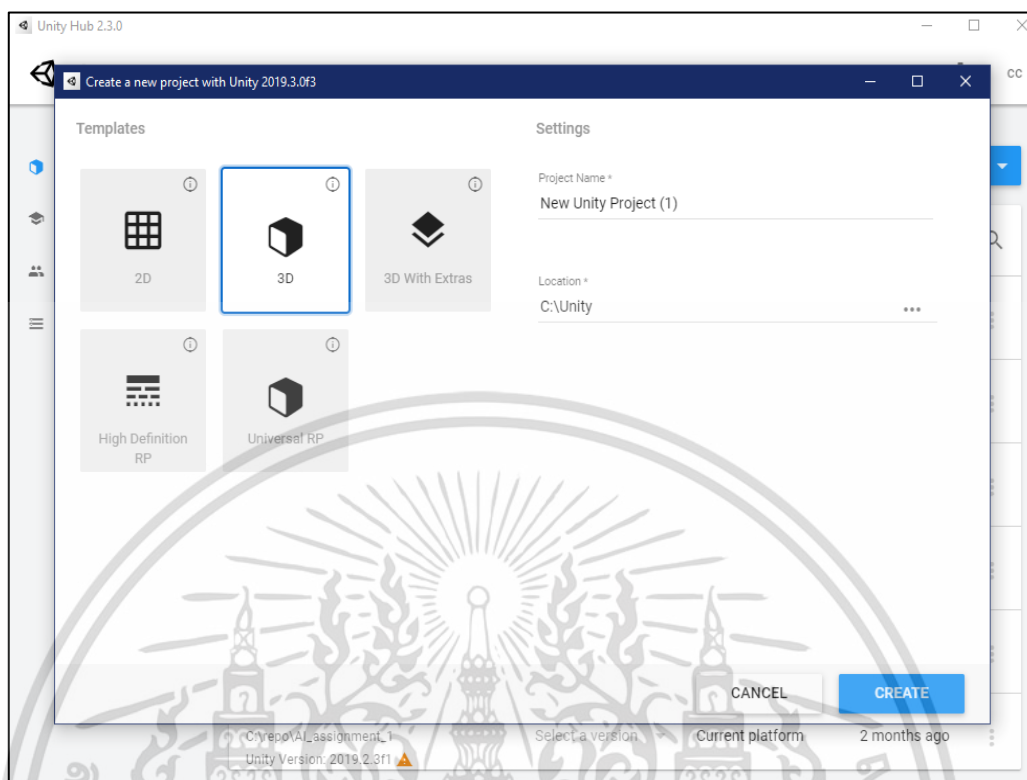 Unity Hub 2.3.0
cc
Create a new project with Unity 2019.3.0f3
Templates
Settings
2D
3D
3D With Extras
High Definition
RP
Universal RP
Project Name *
New Unity Project (1)
Location *
C:\Unity
CANCEL
CREATE
C:\repo\AI_assignment_1
Select a version
Current platform
2 months ago
Unity Version: 2019.2.3f1